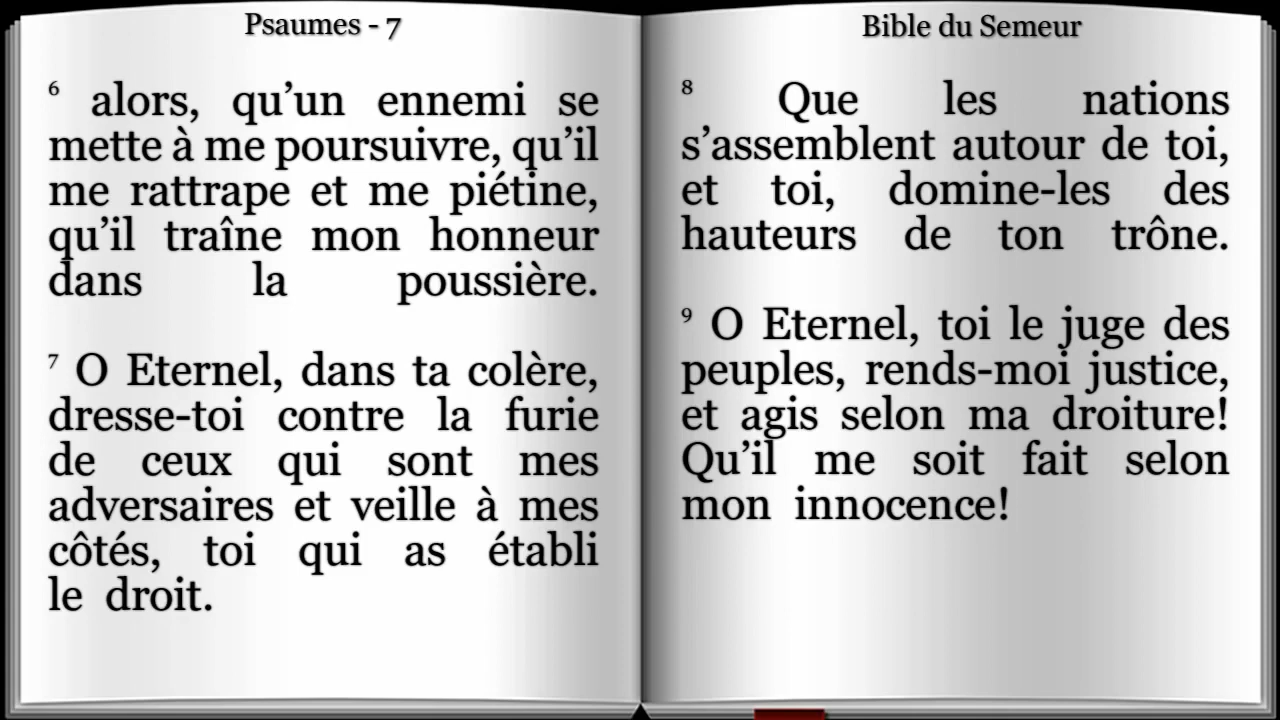 Psaumes - 7
6 alors, qu’un ennemi se
mette à me poursuivre, qu’il
me rattrape et me piétine,
qu’il traîne mon honneur
dans la poussière.
7 O Eternel, dans ta colère,
dresse-toi contre la furie
de ceux qui sont mes
adversaires et veille à mes
côtés, toi qui as établi
le droit.
Bible du Semeur
8 Que les nations
s’assemblent autour de toi,
et toi, domine-les des
hauteurs de ton trône.
9 O Eternel, toi le juge des
peuples, rends-moi justice,
et agis selon ma droiture!
Qu’il me soit fait selon
mon innocence!